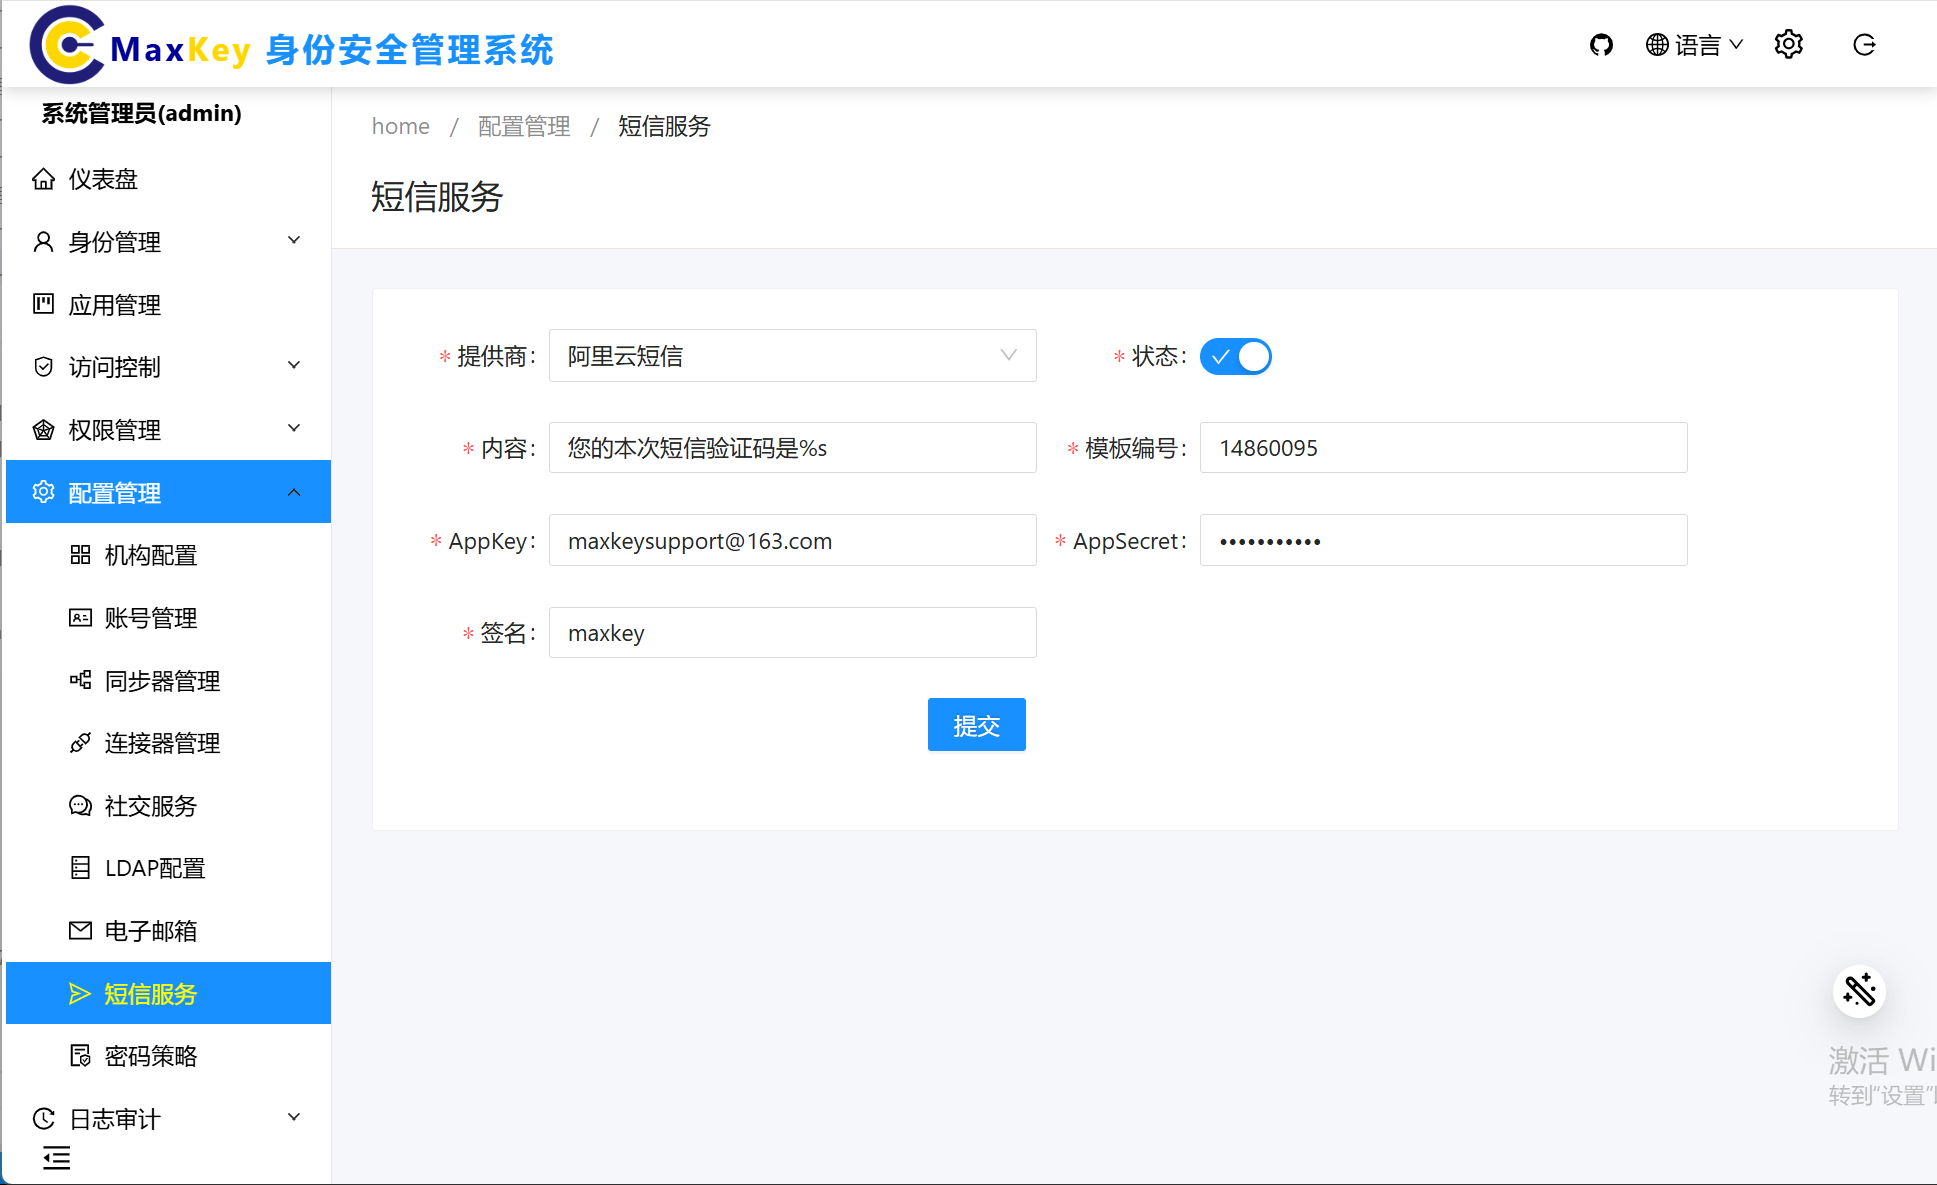 MaxKey 身份安全管理系统
语言
系统管理员(admin)
仪表盘
身份管理
应用管理
访问控制
权限管理
配置管理
机构配置
账号管理
同步器管理
连接器管理
社交服务
LDAP配置
电子邮箱
短信服务
密码策略
日志审计
home / 配置管理 / 短信服务
短信服务
* 提供商: 阿里云短信
* 状态:
* 内容: 您的本次短信验证码是%s
* 模板编号: 14860095
* AppKey: maxkeysupport@163.com
* AppSecret: •••••••••••
* 签名: maxkey
提交
激活 Wi
转到“设置”